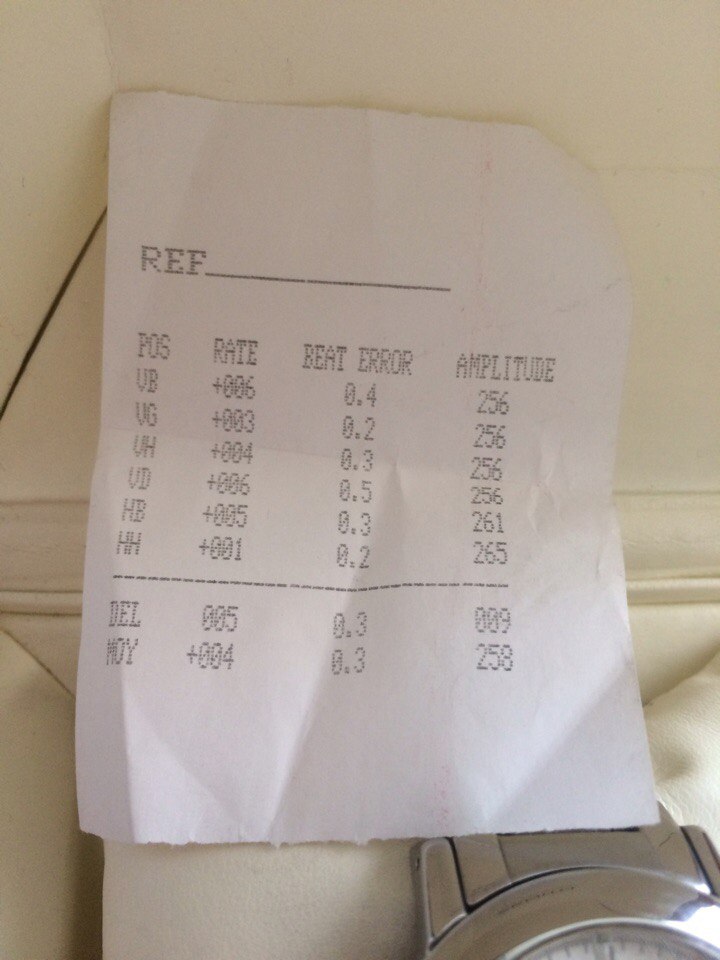 REF
POS RATE BEAT ERROR AMPLITUDE
VB +006 0.4 256
VG +003 0.2 256
VH +004 0.3 256
VD +006 0.5 256
HB +005 0.3 261
HH +001 0.2 265
DEL 005 0.3 009
MOY +004 0.3 258